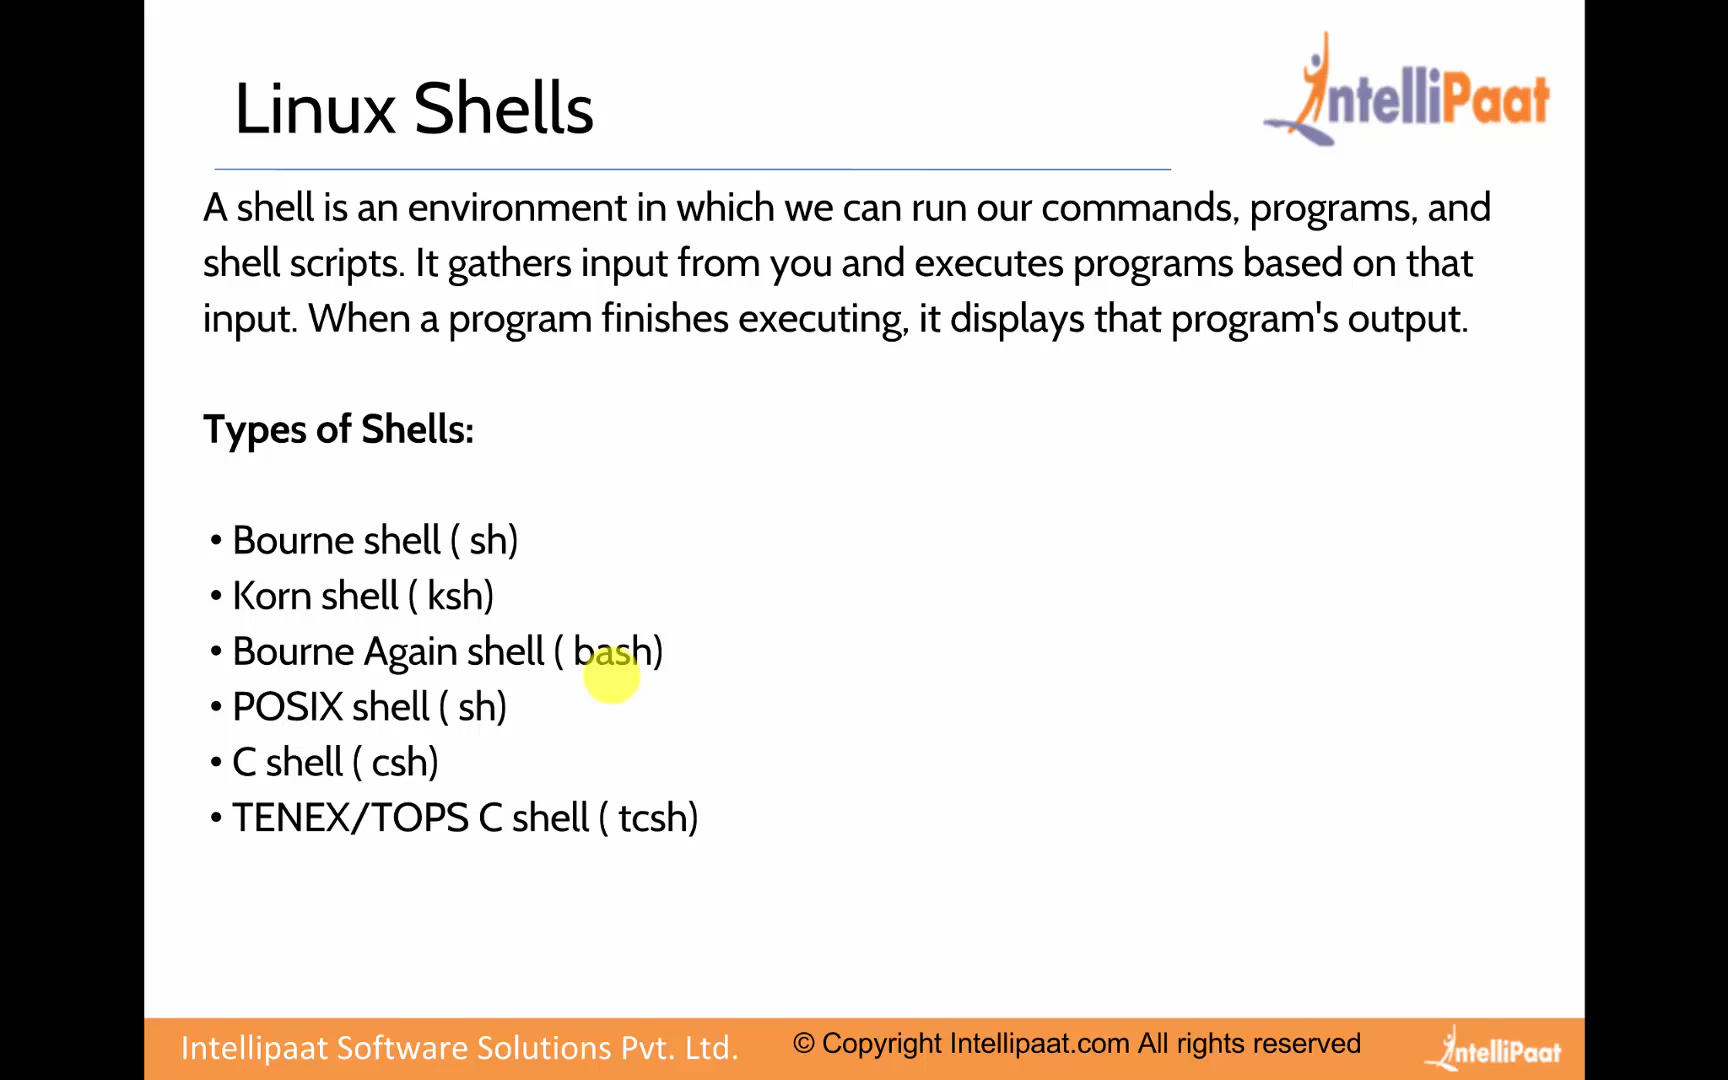 Linux Shells
IntelliPaat
A shell is an environment in which we can run our commands, programs, and
shell scripts. It gathers input from you and executes programs based on that
input. When a program finishes executing, it displays that program's output.
Types of Shells:
• Bourne shell ( sh)
• Korn shell ( ksh)
• Bourne Again shell ( bash)
• POSIX shell ( sh)
• C shell ( csh)
• TENEX/TOPS C shell ( tcsh)
Intellipaat Software Solutions Pvt. Ltd.
© Copyright Intellipaat.com All rights reserved
IntelliPaat